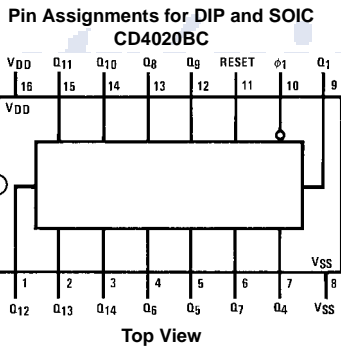 Pin Assignments for DIP and SOIC
CD4020BC
VDD Q11 Q10 Q8 Q9 RESET ϕ1 Q1
16 15 14 13 12 11 10 9
VDD
VSS
1 2 3 4 5 6 7 8
Q12 Q13 Q14 Q6 Q5 Q7 Q4 VSS
Top View